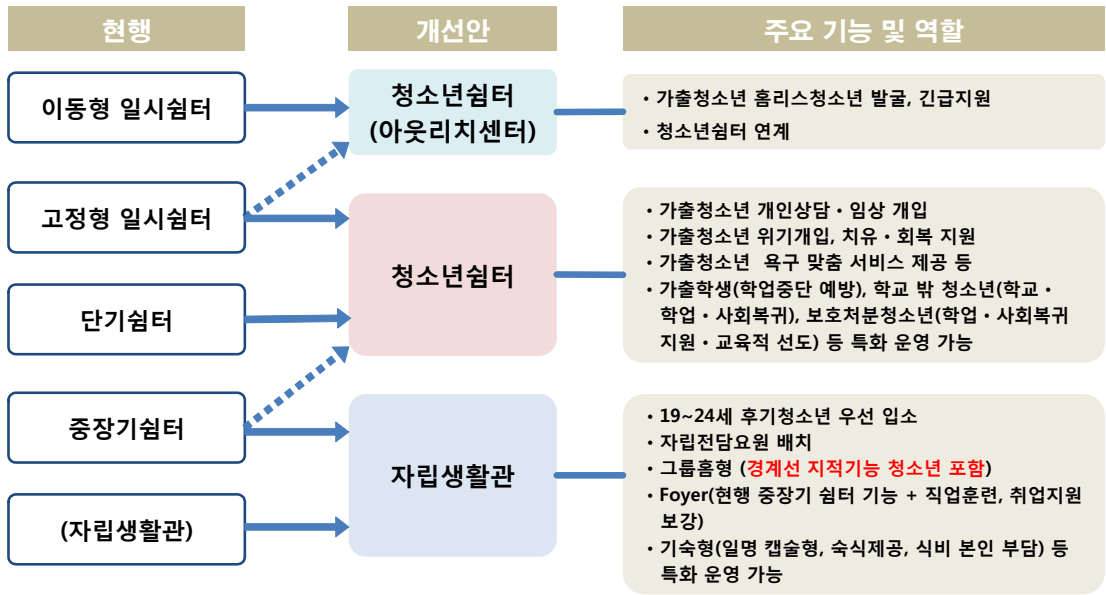 현행
개선안
주요 기능 및 역할
이동형 일시쉼터
고정형 일시쉼터
단기쉼터
중장기쉼터
(자립생활관)
청소년쉼터
(아웃리치센터)
청소년쉼터
자립생활관
・가출청소년 홈리스청소년 발굴, 긴급지원
・청소년쉼터 연계
・가출청소년 개인상담・임상 개입
・가출청소년 위기개입, 치유・회복 지원
・가출청소년 욕구 맞춤 서비스 제공 등
・가출학생(학업중단 예방), 학교 밖 청소년(학교・
학업・사회복귀), 보호처분청소년(학업・사회복귀
지원・교육적 선도) 등 특화 운영 가능
・19~24세 후기청소년 우선 입소
・자립전담요원 배치
・그룹홈형 (경계선 지적기능 청소년 포함)
・Foyer(현행 중장기 쉼터 기능 + 직업훈련, 취업지원
보강)
・기숙형(일명 캡술형, 숙식제공, 식비 본인 부담) 등
특화 운영 가능